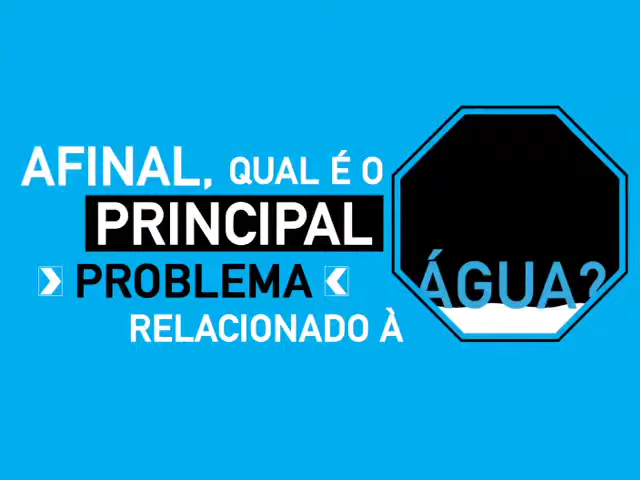 AFINAL, QUAL É O
PRINCIPAL
PROBLEMA
RELACIONADO À
ÁGUA?